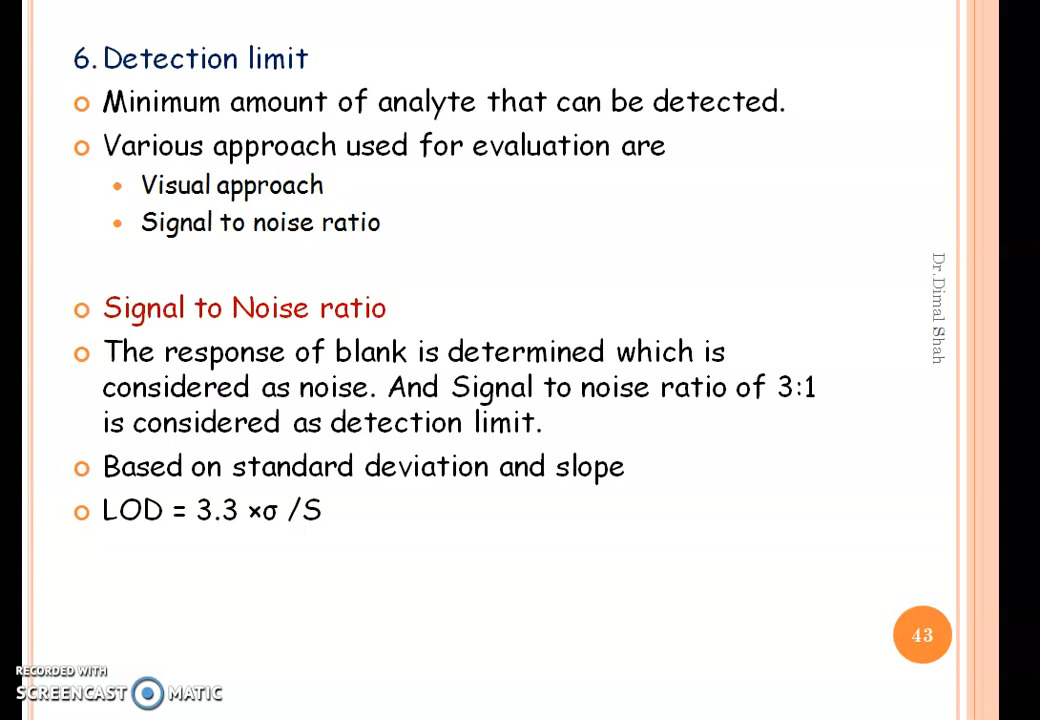 6. Detection limit
Minimum amount of analyte that can be detected.
Various approach used for evaluation are
Visual approach
Signal to noise ratio
Signal to Noise ratio
The response of blank is determined which is
considered as noise. And Signal to noise ratio of 3:1
is considered as detection limit.
Based on standard deviation and slope
LOD = 3.3 ×σ /S
Dr.Dimal Shah
43
RECORDED WITH
SCREENCAST MATIC